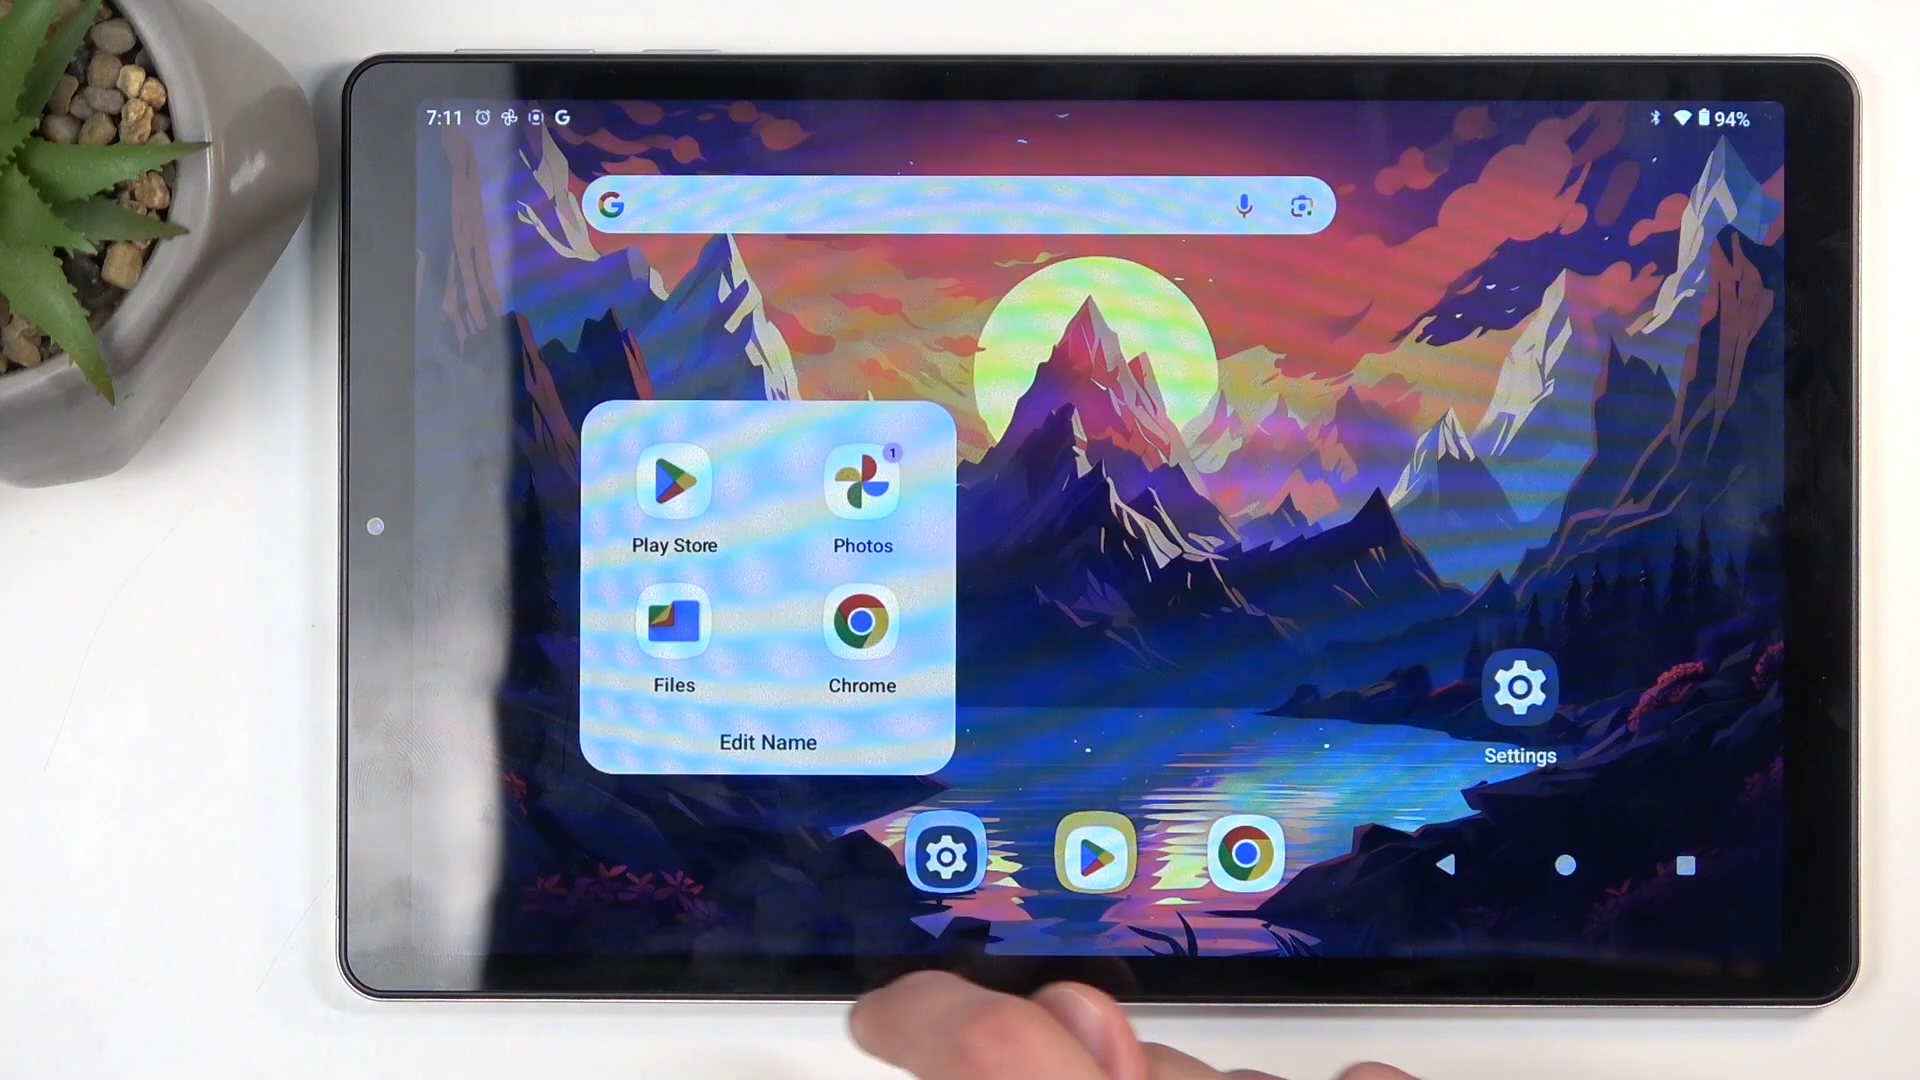 7:11 G 94%
G
1
Play Store Photos
Files Chrome
Edit Name
Settings